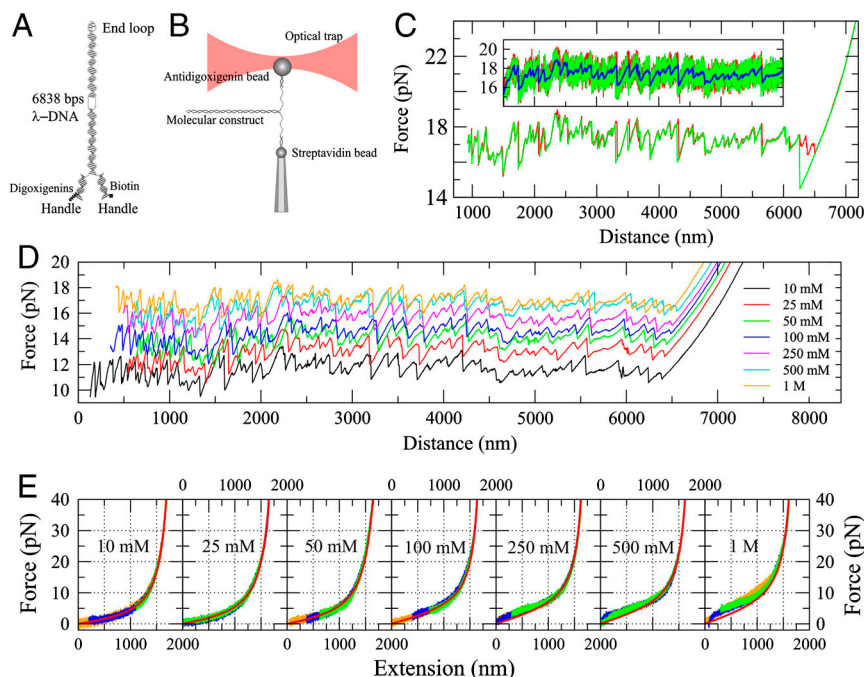 A
End loop
6838 bps
λ–DNA
Digoxigenins
Biotin
Handle
Handle
B
Optical trap
Antidigoxigenin bead
Molecular construct
Streptavidin bead
C
Force (pN)
22
18
14
20
18
16
1000 2000 3000 4000 5000 6000 7000
Distance (nm)
D
Force (pN)
20
18
16
14
12
10
10 mM
25 mM
50 mM
100 mM
250 mM
500 mM
1 M
0 1000 2000 3000 4000 5000 6000 7000 8000
Distance (nm)
E
0 1000 2000 0 1000 2000 0 1000 2000
Force (pN)
40
30
20
10
0
10 mM
25 mM
50 mM
100 mM
250 mM
500 mM
1 M
40
30
20
10
0
Force (pN)
0 1000 2000 0 1000 2000 0 1000 2000 0 1000 2000
Extension (nm)